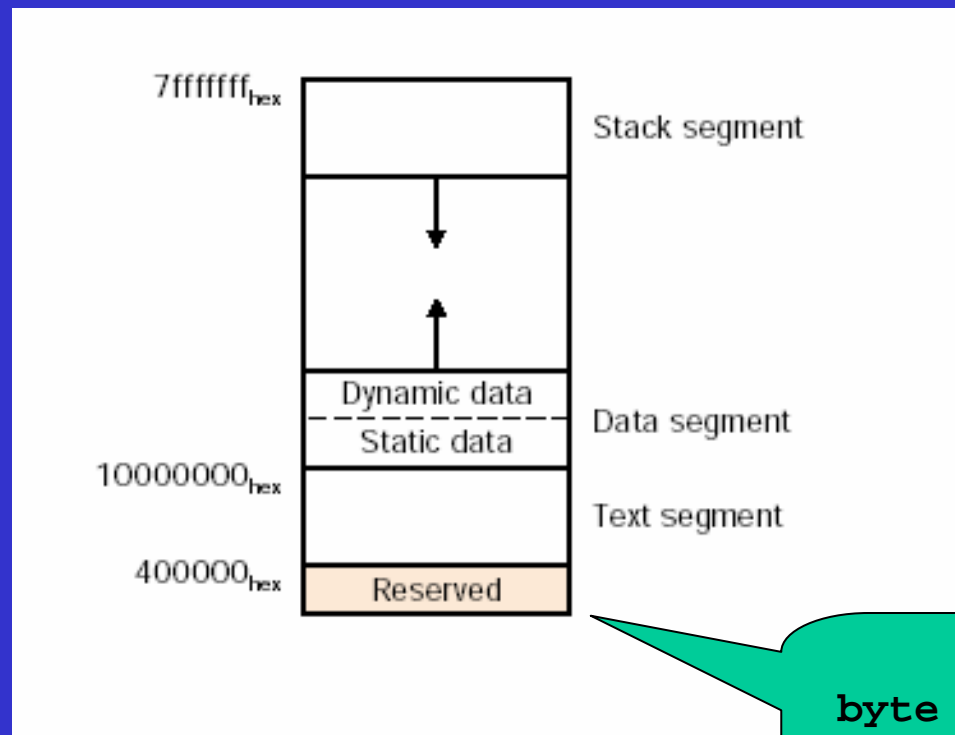 7fffffffhex
Stack segment
Dynamic data
Data segment
Static data
10000000hex
Text segment
400000hex
Reserved
byte